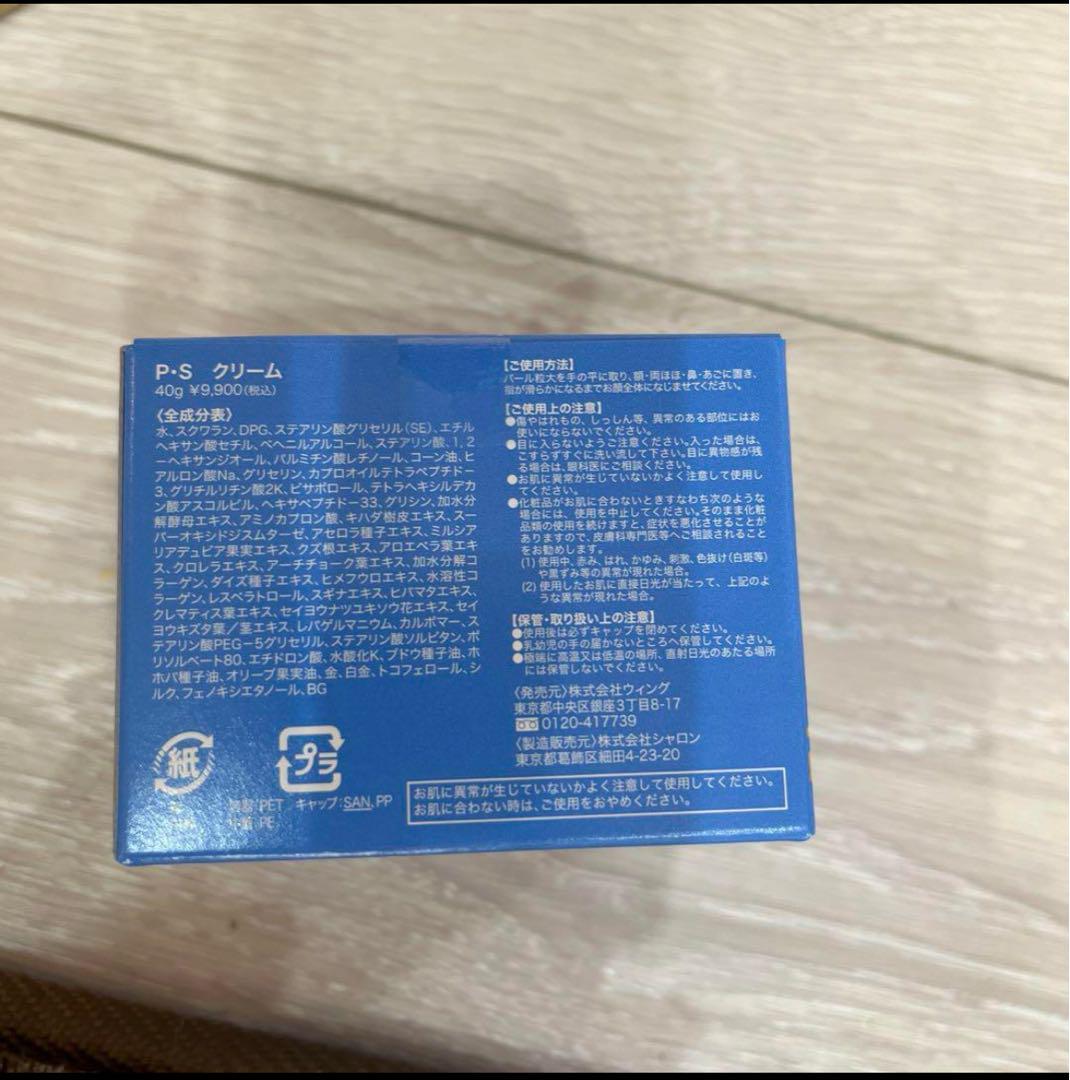 P・S クリーム
40g ¥9,900(税込)
〈全成分表〉
水、スクワラン、DPG、ステアリン酸グリセリル(SE)、エチル
ヘキサン酸セチル、ベヘニルアルコール、ステアリン酸、1,2
ーヘキサンジオール、パルミチン酸レチノール、コーン油、ヒ
アルロン酸Na、グリセリン、カプロオイルテトラペプチドー
3、グリチルリチン酸2K、ビサボロール、テトラヘキシルデカ
ン酸アスコルビル、ヘキサペプチドー33、グリシン、加水分
解酵母エキス、アミノカプロン酸、キハダ樹皮エキス、スー
パーオキシドジスムターゼ、アセロラ種子エキス、ミルシア
リアデュビア果実エキス、クズ根エキス、アロエベラ葉エキ
ス、クロレラエキス、アーチチョーク葉エキス、加水分解コ
ラーゲン、ダイズ種子エキス、ヒメフウロエキス、水溶性コ
ラーゲン、レスベラトロール、スギナエキス、ヒバマタエキス、
クレマティス葉エキス、セイヨウナツユキソウ花エキス、セイ
ヨウキズタ葉/茎エキス、レパゲルマニウム、カルボマー、ス
テアリン酸PEG−5グリセリル、ステアリン酸ソルビタン、ポ
リソルベート80、エチドロン酸、水酸化K、ブドウ種子油、ホ
ホバ種子油、オリーブ果実油、金、白金、トコフェロール、シ
ルク、フェノキシエタノール、BG
紙
プラ
PET キャップ:SAN,PP
PE
【ご使用方法】
パール粒大を手の平に取り、額・両ほほ・鼻・あごに置き、
指が滑らかになるまでお顔全体になじませてください。
【ご使用上の注意】
●傷やはれもの、しっしん等、異常のある部位にはお
使いにならないでください。
●目に入らないようご注意ください。入った場合は、
こすらずすぐに洗い流して下さい。目に異物感が残
る場合は、眼科医にご相談ください。
●お肌に異常が生じていないかよく注意して使用し
てください。
●化粧品がお肌に合わないときすなわち次のような
場合には、使用を中止してください。そのまま化粧
品類の使用を続けますと、症状を悪化させることが
ありますので、皮膚科専門医等へご相談されること
をお勧めします。
(1)使用中、赤み、はれ、かゆみ、刺激、色抜け(白斑等)
や黒ずみ等の異常が現れた場合。
(2)使用したお肌に直接日光が当たって、上記のよ
うな異常が現れた場合。
【保管・取り扱い上の注意】
●使用後は必ずキャップを閉めてください。
●乳幼児の手の届かないところへ保管してください。
●極端に高温又は低温の場所、直射日光のあたる場所
には保管しないでください。
〈発売元〉株式会社ウィング
東京都中央区銀座3丁目8-17
0120-417739
〈製造販売元〉株式会社シャロン
東京都葛飾区細田4-23-20
お肌に異常が生じていないかよく注意して使用してください。
お肌に合わない時は、ご使用をおやめください。